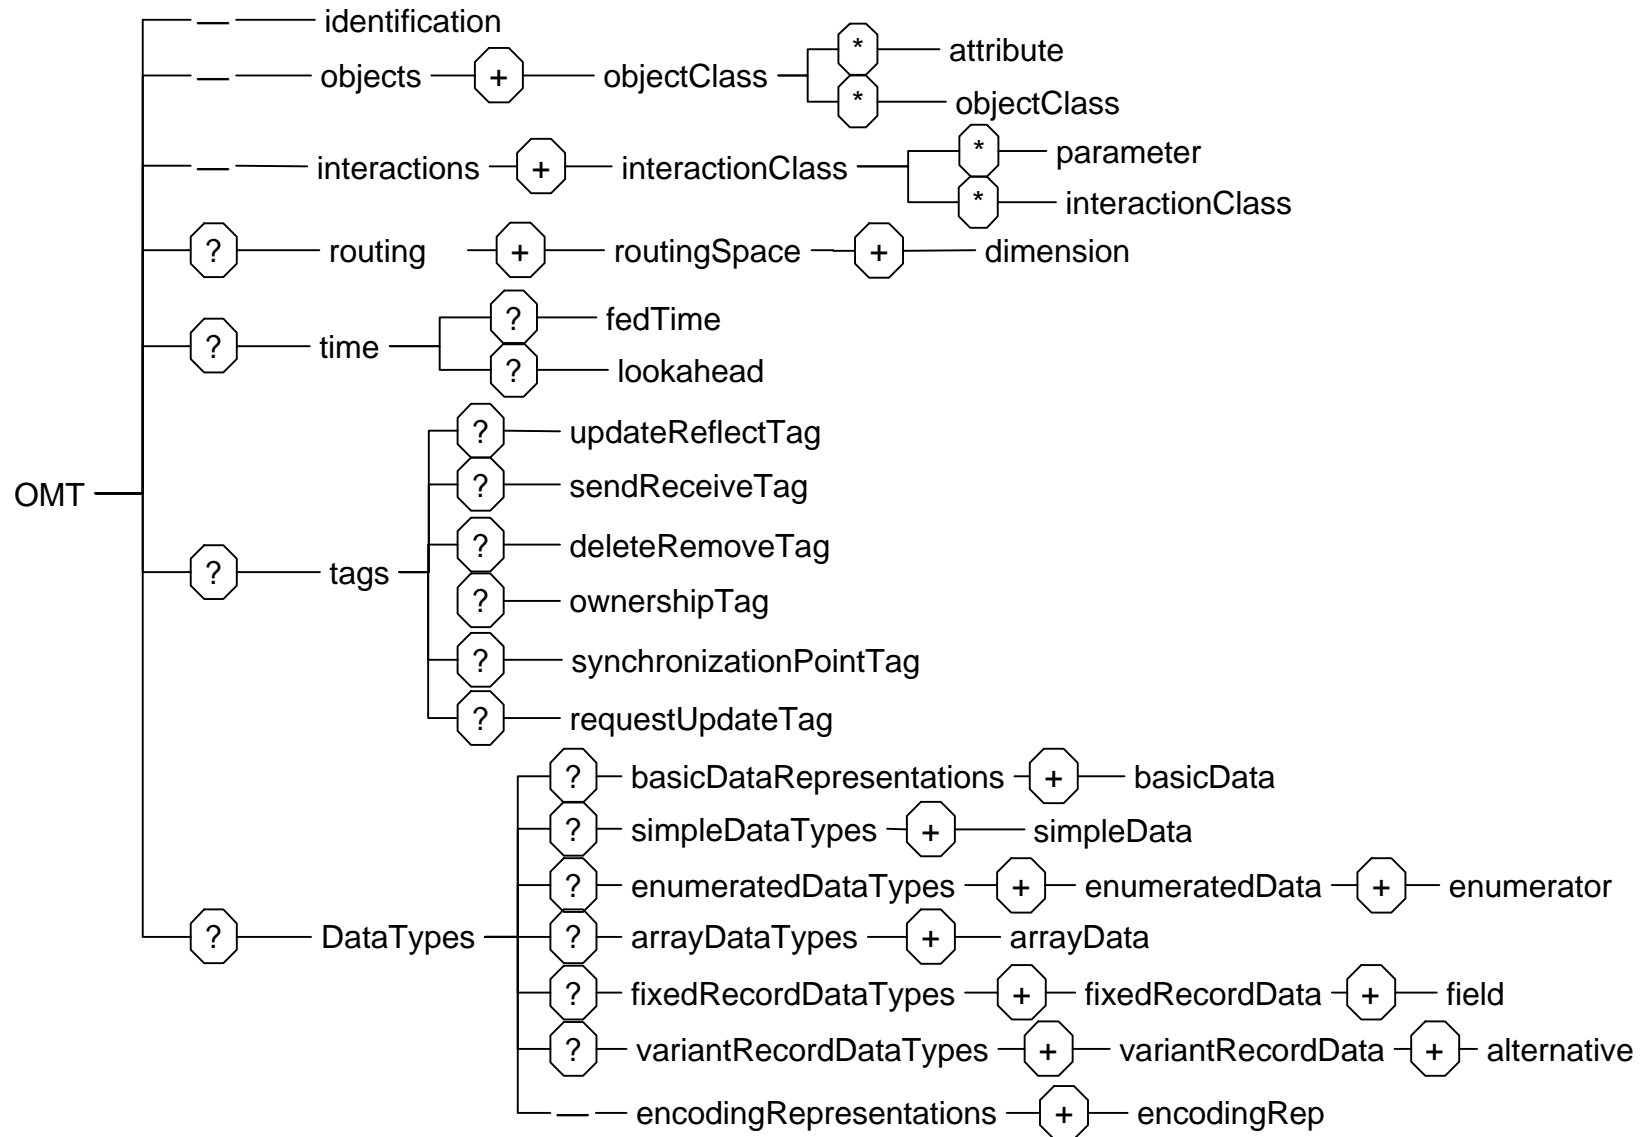 — identification
— objects + objectClass * attribute
* objectClass
— interactions + interactionClass * parameter
* interactionClass
? routing + routingSpace + dimension
? time ? fedTime
? lookahead
OMT
? tags ? updateReflectTag
? sendReceiveTag
? deleteRemoveTag
? ownershipTag
? synchronizationPointTag
? requestUpdateTag
? DataTypes ? basicDataRepresentations + basicData
? simpleDataTypes + simpleData
? enumeratedDataTypes + enumeratedData + enumerator
? arrayDataTypes + arrayData
? fixedRecordDataTypes + fixedRecordData + field
? variantRecordDataTypes + variantRecordData + alternative
— encodingRepresentations + encodingRep